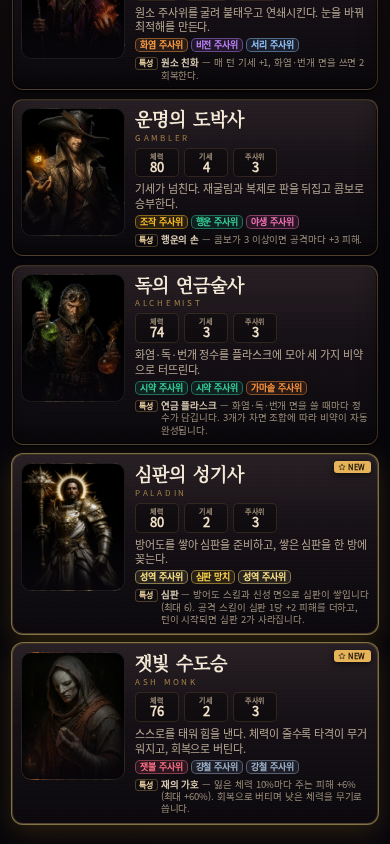 원소 주사위를 굴려 불태우고 연쇄시킨다. 눈을 바꿔
최적해를 만든다.
화염 주사위 비전 주사위 서리 주사위
특성 원소 친화 — 매 턴 기세 +1, 화염·번개 면을 쓰면 2
회복한다.
운명의 도박사
GAMBLER
체력 기세 주사위
80 4 3
기세가 넘친다. 재굴림과 복제로 판을 뒤집고 콤보로
승부한다.
조작 주사위 행운 주사위 야생 주사위
특성 행운의 손 — 콤보가 3 이상이면 공격마다 +3 피해.
독의 연금술사
ALCHEMIST
체력 기세 주사위
74 3 3
화염·독·번개 정수를 플라스크에 모아 세 가지 비약
으로 터뜨린다.
시약 주사위 시약 주사위 가마솥 주사위
특성 연금 플라스크 — 화염·독·번개 면을 쓸 때마다 정
수가 담깁니다. 3개가 차면 조합에 따라 비약이 자동
완성됩니다.
☆ NEW
심판의 성기사
PALADIN
체력 기세 주사위
80 2 3
방어도를 쌓아 심판을 준비하고, 쌓은 심판을 한 방에
꽂는다.
성역 주사위 심판 망치 성역 주사위
특성 심판 — 방어도 스킬과 신성 면으로 심판이 쌓입니다
(최대 6). 공격 스킬이 심판 1당 +2 피해를 더하고,
턴이 시작되면 심판 2가 사라집니다.
☆ NEW
잿빛 수도승
ASH MONK
체력 기세 주사위
76 2 3
스스로를 태워 힘을 낸다. 체력이 줄수록 타격이 무거
워지고, 회복으로 버틴다.
잿불 주사위 강철 주사위 강철 주사위
특성 재의 가호 — 잃은 체력 10%마다 주는 피해 +6%
(최대 +60%). 회복으로 버티며 낮은 체력을 무기로
씁니다.